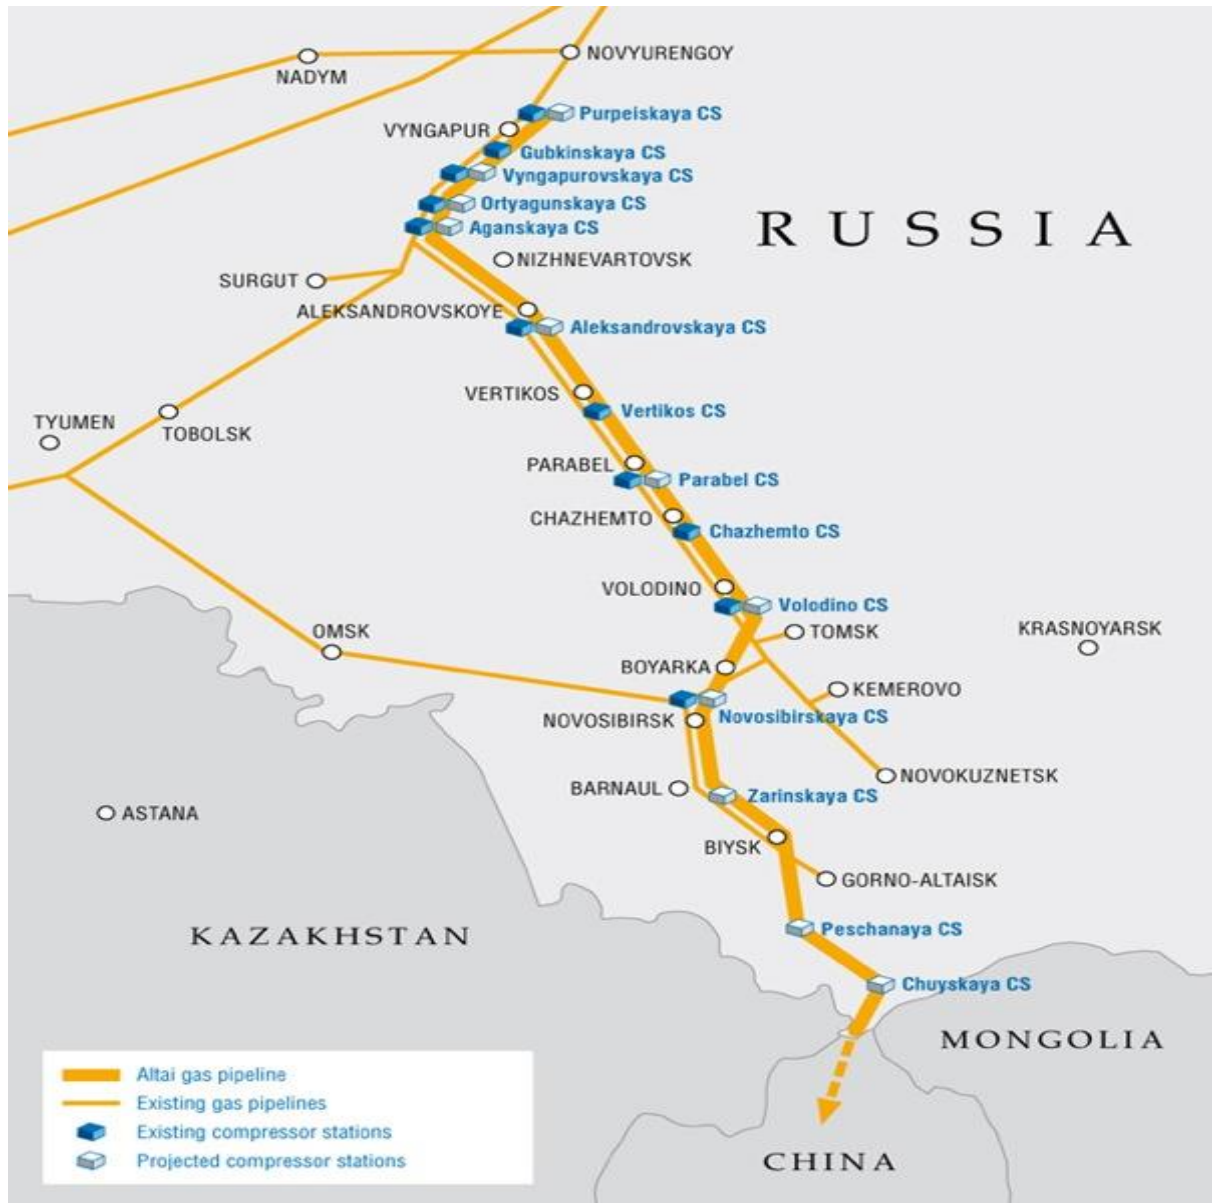 NOVYURENGOY
NADYM
Purpeiskaya CS
VYNGAPUR
Gubkinskaya CS
Vyngapurovskaya CS
Ortyagunskaya CS
Aganskaya CS
RUSSIA
NIZHNEVARTOVSK
SURGUT
ALEKSANDROVSKOYE
Aleksandrovskaya CS
VERTIKOS
Vertikos CS
TYUMEN
TOBOLSK
PARABEL
Parabel CS
CHAZHEMTO
Chazhemto CS
VOLODINO
Volodino CS
OMSK
TOMSK
KRASNOYARSK
BOYARKA
KEMEROVO
NOVOSIBIRSK
Novosibirskaya CS
NOVOKUZNETSK
BARNAUL
Zarinskaya CS
ASTANA
BIYSK
GORNO-ALTAISK
KAZAKHSTAN
Peschanaya CS
Chuyskaya CS
MONGOLIA
Altai gas pipeline
Existing gas pipelines
Existing compressor stations
Projected compressor stations
CHINA